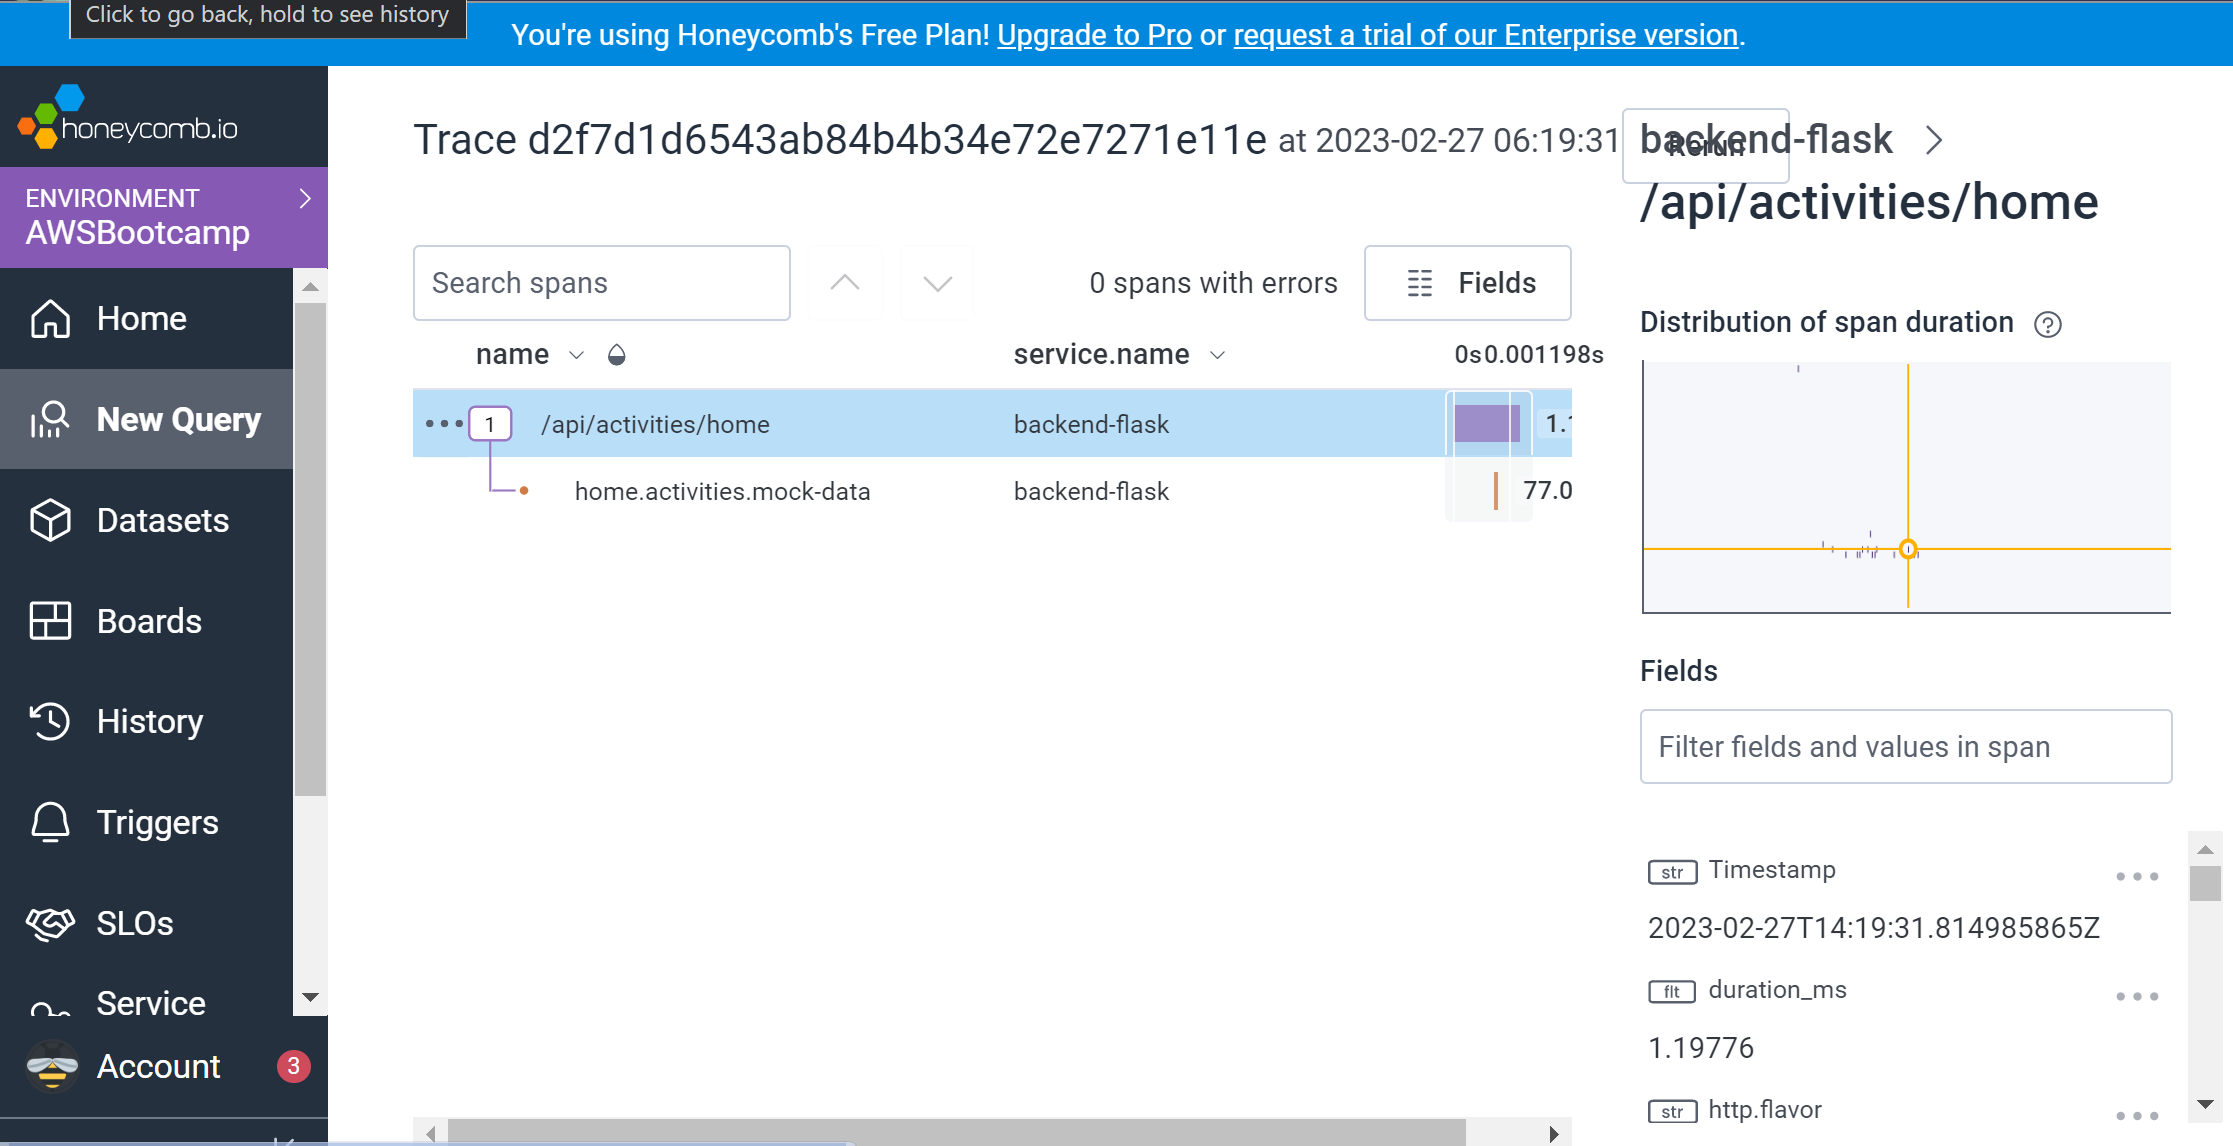 Click to go back, hold to see history
You're using Honeycomb's Free Plan! Upgrade to Pro or request a trial of our Enterprise version.
honeycomb.io
ENVIRONMENT
AWSBootcamp
Home
New Query
Datasets
Boards
History
Triggers
SLOs
Service
Account 3
Trace d2f7d1d6543ab84b4b34e72e7271e11e at 2023-02-27 06:19:31
Rerun
Search spans
0 spans with errors
Fields
name service.name 0s 0.001198s
1 /api/activities/home backend-flask 1.1
home.activities.mock-data backend-flask 77.0
backend-flask
/api/activities/home
Distribution of span duration ?
Fields
Filter fields and values in span
str Timestamp
2023-02-27T14:19:31.814985865Z
flt duration_ms
1.19776
str http.flavor